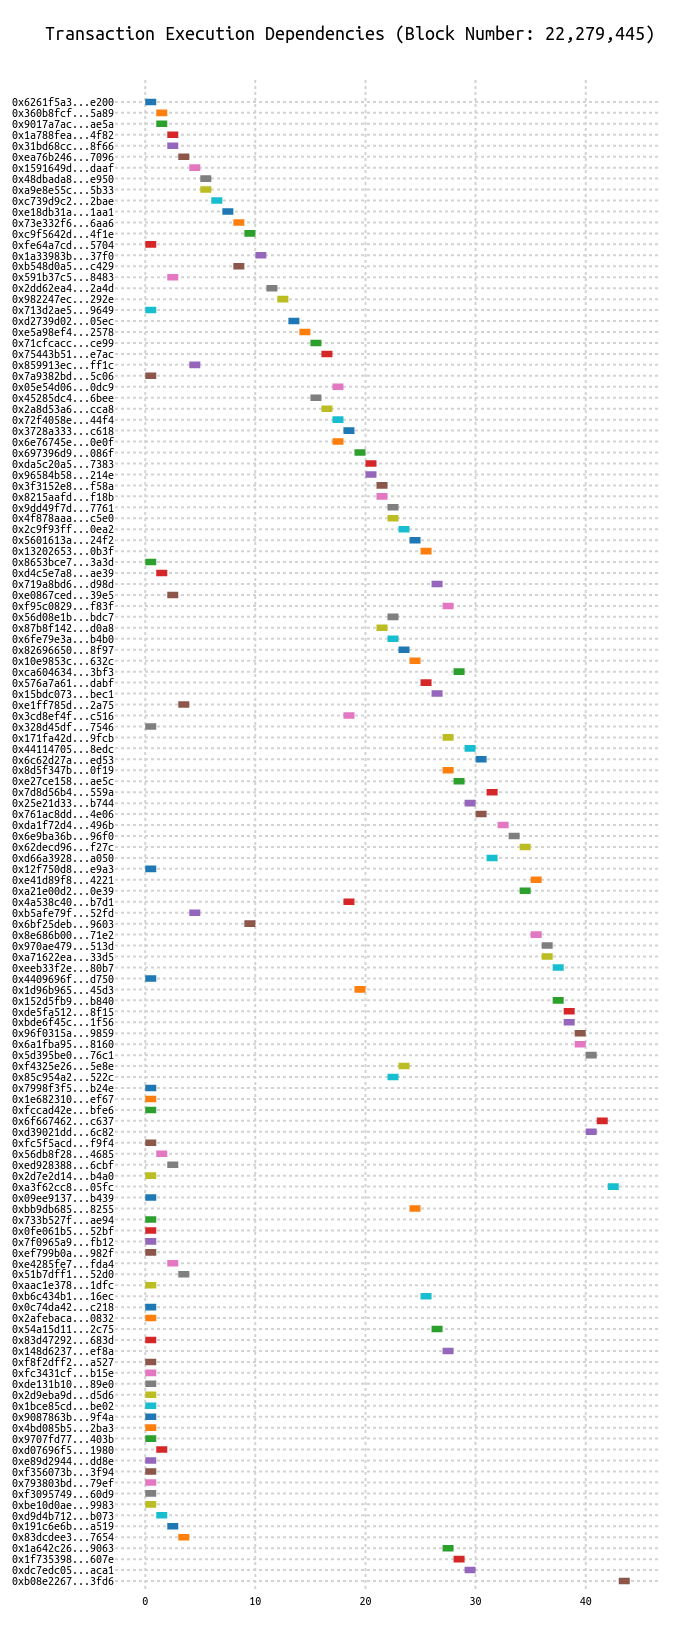 Transaction Execution Dependencies (Block Number: 22,279,445)
0x6261f5a3...e200
0x360b8fcf...5a89
0x9017a7ac...ae5a
0x1a788fea...4f82
0x31bd68cc...8f66
0xea76b246...7096
0x1591649d...daaf
0x48dbada8...e950
0xa9e8e55c...5b33
0xc739d9c2...2bae
0xe18db31a...1aa1
0x73e332f6...6aa6
0xc9f5642d...4f1e
0xfe64a7cd...5704
0x1a33983b...37f0
0xb548d0a5...c429
0x591b37c5...8483
0x2dd62ea4...2a4d
0x982247ec...292e
0x713d2ae5...9649
0xd2739d02...05ec
0xe5a98ef4...2578
0x71cfcacc...ce99
0x75443b51...e7ac
0x859913ec...ff1c
0x7a9382bd...5c06
0x05e54d06...0dc9
0x45285dc4...6bee
0x2a8d53a6...cca8
0x72f4058e...44f4
0x3728a333...c618
0x6e76745e...0e0f
0x697396d9...086f
0xda5c20a5...7383
0x96584b58...214e
0x3f3152e8...f58a
0x8215aafd...f18b
0x9dd49f7d...7761
0x4f878aaa...c5e0
0x2c9f93ff...0ea2
0x5601613a...24f2
0x13202653...0b3f
0x8653bce7...3a3d
0xd4c5e7a8...ae39
0x719a8bd6...d98d
0xe0867ced...39e5
0xf95c0829...f83f
0x56d08e1b...bdc7
0x87b8f142...d0a8
0x6fe79e3a...b4b0
0x82696650...8f97
0x10e9853c...632c
0xca604634...3bf3
0x576a7a61...dabf
0x15bdc073...bec1
0xe1ff785d...2a75
0x3cd8ef4f...c516
0x328d45df...7546
0x171fa42d...9fcb
0x44114705...8edc
0x6c62d27a...ed53
0x8d5f347b...0f19
0xe27ce158...ae5c
0x7d8d56b4...559a
0x25e21d33...b744
0x761ac8dd...4e06
0xda1f72d4...496b
0x6e9ba36b...96f0
0x62decd96...f27c
0xd66a3928...a050
0x12f750d8...e9a3
0xe41d89f8...4221
0xa21e00d2...0e39
0x4a538c40...b7d1
0xb5afe79f...52fd
0x6bf25deb...9603
0x8e686b00...71e2
0x970ae479...513d
0xa71622ea...33d5
0xeeb33f2e...80b7
0x4409696f...d750
0x1d96b965...45d3
0x152d5fb9...b840
0xde5fa512...8f15
0xbde6f45c...1f56
0x96f0315a...9859
0x6a1fba95...8160
0x5d395be0...76c1
0xf4325e26...5e8e
0x85c954a2...522c
0x7998f3f5...b24e
0x1e682310...ef67
0xfccad42e...bfe6
0x6f667462...c637
0xd39021dd...6c82
0xfc5f5acd...f9f4
0x56db8f28...4685
0xed928388...6cbf
0x2d7e2d14...b4a0
0xa3f62cc8...05fc
0x09ee9137...b439
0xbb9db685...8255
0x733b527f...ae94
0x0fe061b5...52bf
0x7f0965a9...fb12
0xef799b0a...982f
0xe4285fe7...fda4
0x51b7dff1...52d0
0xaac1e378...1dfc
0xb6c434b1...16ec
0x0c74da42...c218
0x2afebaca...0832
0x54a15d11...2c75
0x83d47292...683d
0x148d6237...ef8a
0xf8f2dff2...a527
0xfc3431cf...b15e
0xde131b10...89e0
0x2d9eba9d...d5d6
0x1bce85cd...be02
0x9087863b...9f4a
0x4bd085b5...2ba3
0x9707fd77...403b
0xd07696f5...1980
0xe89d2944...dd8e
0xf356073b...3f94
0x793803bd...79ef
0xf3095749...60d9
0xbe10d0ae...9983
0xd9d4b712...b073
0x191c6e6b...a519
0x83dcdee3...7654
0x1a642c26...9063
0x1f735398...607e
0xdc7edc05...aca1
0xb08e2267...3fd6
0 10 20 30 40